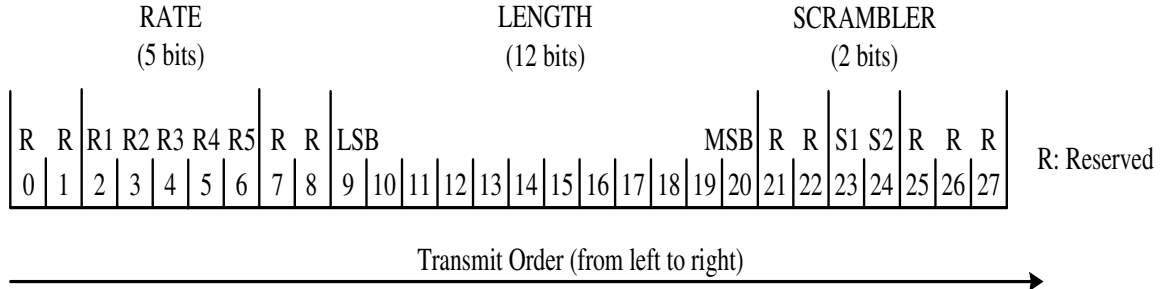 RATE LENGTH SCRAMBLER
(5 bits) (12 bits) (2 bits)
R R R1 R2 R3 R4 R5 R R LSB MSB R R S1 S2 R R R
R: Reserved
0 1 2 3 4 5 6 7 8 9 10 11 12 13 14 15 16 17 18 19 20 21 22 23 24 25 26 27
Transmit Order (from left to right)